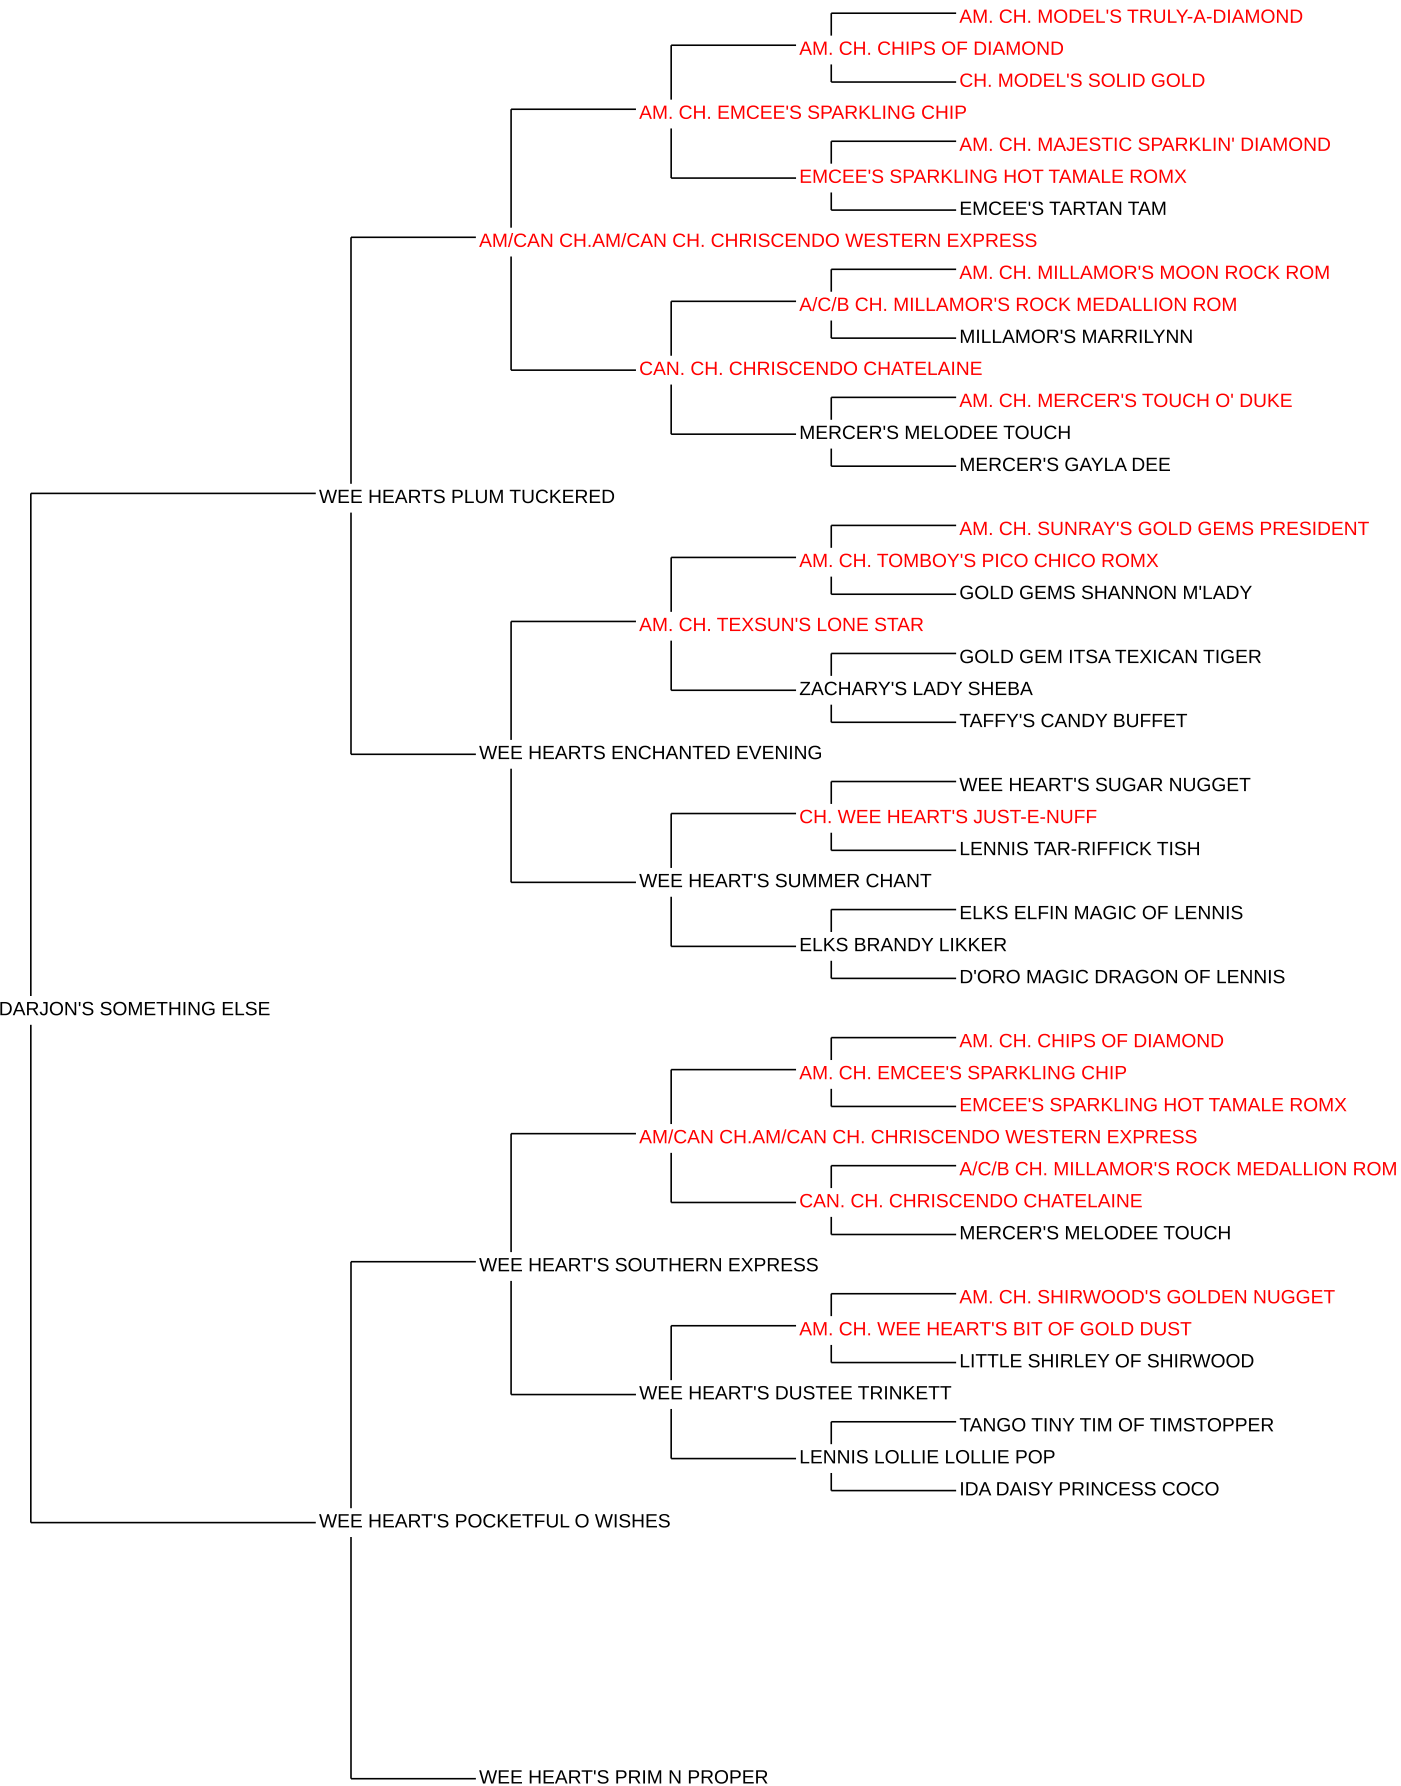 AM. CH. MODEL'S TRULY-A-DIAMOND
AM. CH. CHIPS OF DIAMOND
CH. MODEL'S SOLID GOLD
AM. CH. EMCEE'S SPARKLING CHIP
AM. CH. MAJESTIC SPARKLIN' DIAMOND
EMCEE'S SPARKLING HOT TAMALE ROMX
EMCEE'S TARTAN TAM
AM/CAN CH.AM/CAN CH. CHRISCENDO WESTERN EXPRESS
AM. CH. MILLAMOR'S MOON ROCK ROM
A/C/B CH. MILLAMOR'S ROCK MEDALLION ROM
MILLAMOR'S MARRILYNN
CAN. CH. CHRISCENDO CHATELAINE
AM. CH. MERCER'S TOUCH O' DUKE
MERCER'S MELODEE TOUCH
MERCER'S GAYLA DEE
WEE HEARTS PLUM TUCKERED
AM. CH. SUNRAY'S GOLD GEMS PRESIDENT
AM. CH. TOMBOY'S PICO CHICO ROMX
GOLD GEMS SHANNON M'LADY
AM. CH. TEXSUN'S LONE STAR
GOLD GEM ITSA TEXICAN TIGER
ZACHARY'S LADY SHEBA
TAFFY'S CANDY BUFFET
WEE HEARTS ENCHANTED EVENING
WEE HEART'S SUGAR NUGGET
CH. WEE HEART'S JUST-E-NUFF
LENNIS TAR-RIFFICK TISH
WEE HEART'S SUMMER CHANT
ELKS ELFIN MAGIC OF LENNIS
ELKS BRANDY LIKKER
D'ORO MAGIC DRAGON OF LENNIS
DARJON'S SOMETHING ELSE
AM. CH. CHIPS OF DIAMOND
AM. CH. EMCEE'S SPARKLING CHIP
EMCEE'S SPARKLING HOT TAMALE ROMX
AM/CAN CH.AM/CAN CH. CHRISCENDO WESTERN EXPRESS
A/C/B CH. MILLAMOR'S ROCK MEDALLION ROM
CAN. CH. CHRISCENDO CHATELAINE
MERCER'S MELODEE TOUCH
WEE HEART'S SOUTHERN EXPRESS
AM. CH. SHIRWOOD'S GOLDEN NUGGET
AM. CH. WEE HEART'S BIT OF GOLD DUST
LITTLE SHIRLEY OF SHIRWOOD
WEE HEART'S DUSTEE TRINKETT
TANGO TINY TIM OF TIMSTOPPER
LENNIS LOLLIE LOLLIE POP
IDA DAISY PRINCESS COCO
WEE HEART'S POCKETFUL O WISHES
WEE HEART'S PRIM N PROPER